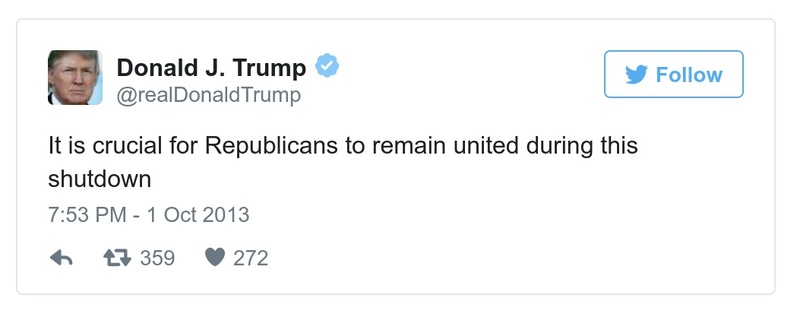 Donald J. Trump
Follow
@realDonaldTrump
It is crucial for Republicans to remain united during this
shutdown
7:53 PM - 1 Oct 2013
359 272